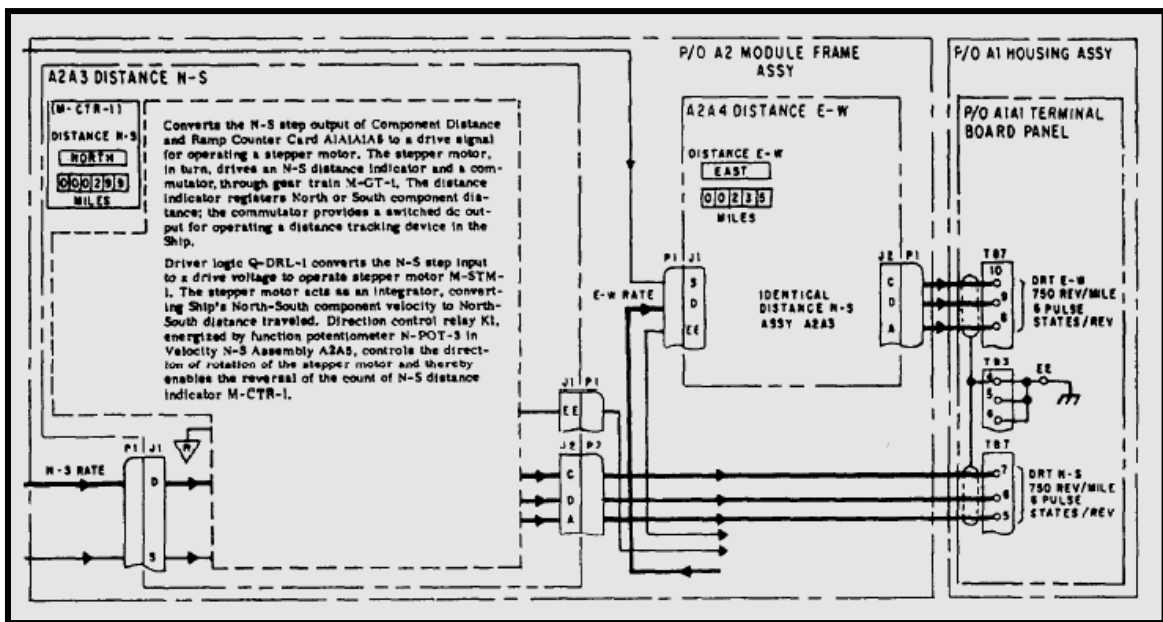 A2A3 DISTANCE N-S
(M-CTR-1)
DISTANCE N-S
NORTH
000299
MILES
Converts the N-S step output of Component Distance
and Ramp Counter Card A1A1A1A6 to a drive signal
for operating a stepper motor. The stepper motor,
in turn, drives an N-S distance indicator and a com-
mutator, through gear train M-GT-1. The distance
indicator registers North or South component dis-
tance; the commutator provides a switched dc out-
put for operating a distance tracking device in the
Ship.
Driver logic Q-DRL-1 converts the N-S step input
to a drive voltage to operate stepper motor M-STM-
1. The stepper motor acts as an integrator, convert-
ing Ship's North-South component velocity to North-
South distance traveled. Direction control relay K1,
energized by function potentiometer N-POT-3 in
Velocity N-S Assembly A2A5, controls the direct-
ion of rotation of the stepper motor and thereby
enables the reversal of the count of N-S distance
indicator M-CTR-1.
P1 J1
N-S RATE
D
S
J1 P1
EE
J2 P2
C
D
A
P/O A2 MODULE FRAME
ASSY
A2A4 DISTANCE E-W
DISTANCE E-W
EAST
00235
MILES
P1 J1
E-W RATE
S
D
EE
IDENTICAL
DISTANCE N-S
ASSY A2A3
J2 P1
C
D
A
P/O A1 HOUSING ASSY
P/O A1A1 TERMINAL
BOARD PANEL
TB7
10
9
8
DRT E-W
750 REV/MILE
6 PULSE
STATES/REV
TB3
4
5
6
EE
TB7
7
6
5
DRT N-S
750 REV/MILE
6 PULSE
STATES/REV